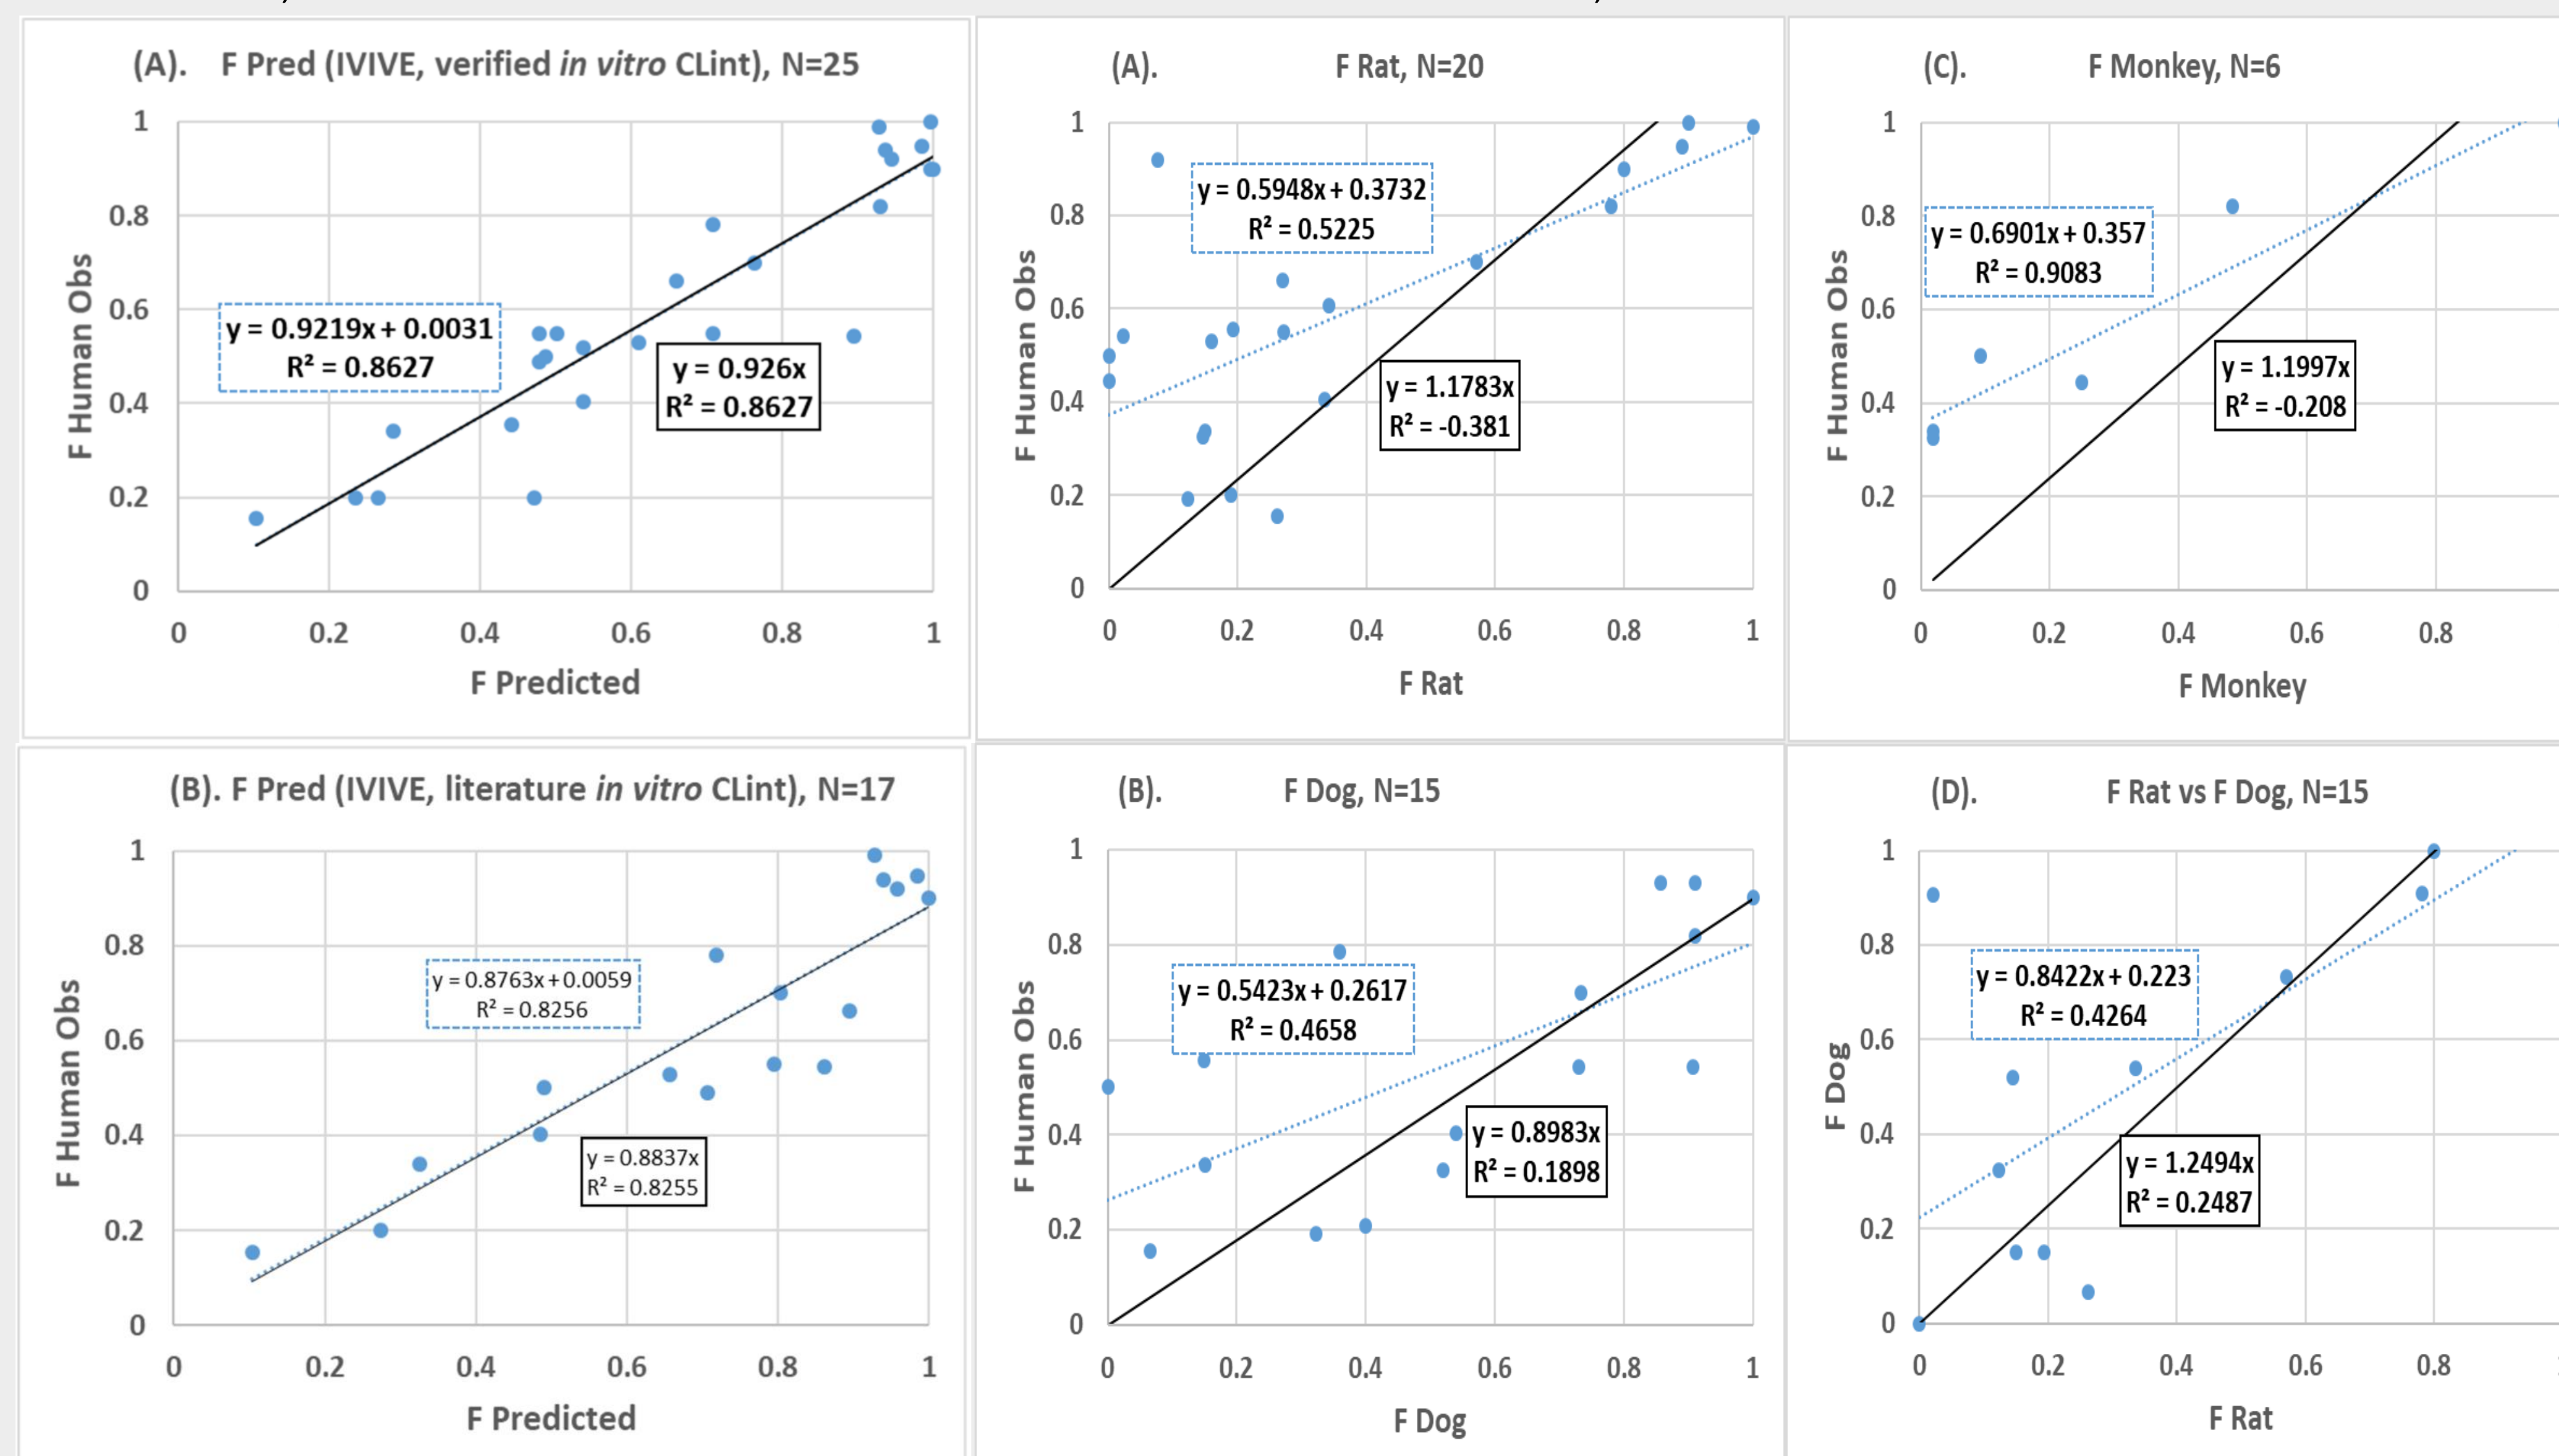 (A). F Pred (IVIVE, verified in vitro CLint), N=25
1
0.8
0.6
0.4
0.2
0
F Human Obs
y = 0.9219x + 0.0031
R² = 0.8627
y = 0.926x
R² = 0.8627
0 0.2 0.4 0.6 0.8 1
F Predicted
(A). F Rat, N=20
1
0.8
0.6
0.4
0.2
0
F Human Obs
y = 0.5948x + 0.3732
R² = 0.5225
y = 1.1783x
R² = -0.381
0 0.2 0.4 0.6 0.8 1
F Rat
(C). F Monkey, N=6
1
0.8
0.6
0.4
0.2
0
F Human Obs
y = 0.6901x + 0.357
R² = 0.9083
y = 1.1997x
R² = -0.208
0 0.2 0.4 0.6 0.8
F Monkey
(B). F Pred (IVIVE, literature in vitro CLint), N=17
1
0.8
0.6
0.4
0.2
0
F Human Obs
y = 0.8763x + 0.0059
R² = 0.8256
y = 0.8837x
R² = 0.8255
0 0.2 0.4 0.6 0.8 1
F Predicted
(B). F Dog, N=15
1
0.8
0.6
0.4
0.2
0
F Human Obs
y = 0.5423x + 0.2617
R² = 0.4658
y = 0.8983x
R² = 0.1898
0 0.2 0.4 0.6 0.8 1
F Dog
(D). F Rat vs F Dog, N=15
1
0.8
0.6
0.4
0.2
0
F Dog
y = 0.8422x + 0.223
R² = 0.4264
y = 1.2494x
R² = 0.2487
0 0.2 0.4 0.6 0.8
F Rat